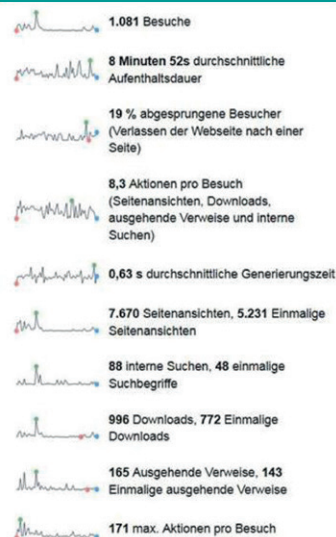 1.081 Besuche
8 Minuten 52s durchschnittliche
Aufenthaltsdauer
19 % abgesprungene Besucher
(Verlassen der Webseite nach einer
Seite)
8,3 Aktionen pro Besuch
(Seitenansichten, Downloads,
ausgehende Verweise und interne
Suchen)
0,63 s durchschnittliche Generierungszeit
7.670 Seitenansichten, 5.231 Einmalige
Seitenansichten
88 interne Suchen, 48 einmalige
Suchbegriffe
996 Downloads, 772 Einmalige
Downloads
165 Ausgehende Verweise, 143
Einmalige ausgehende Verweise
171 max. Aktionen pro Besuch